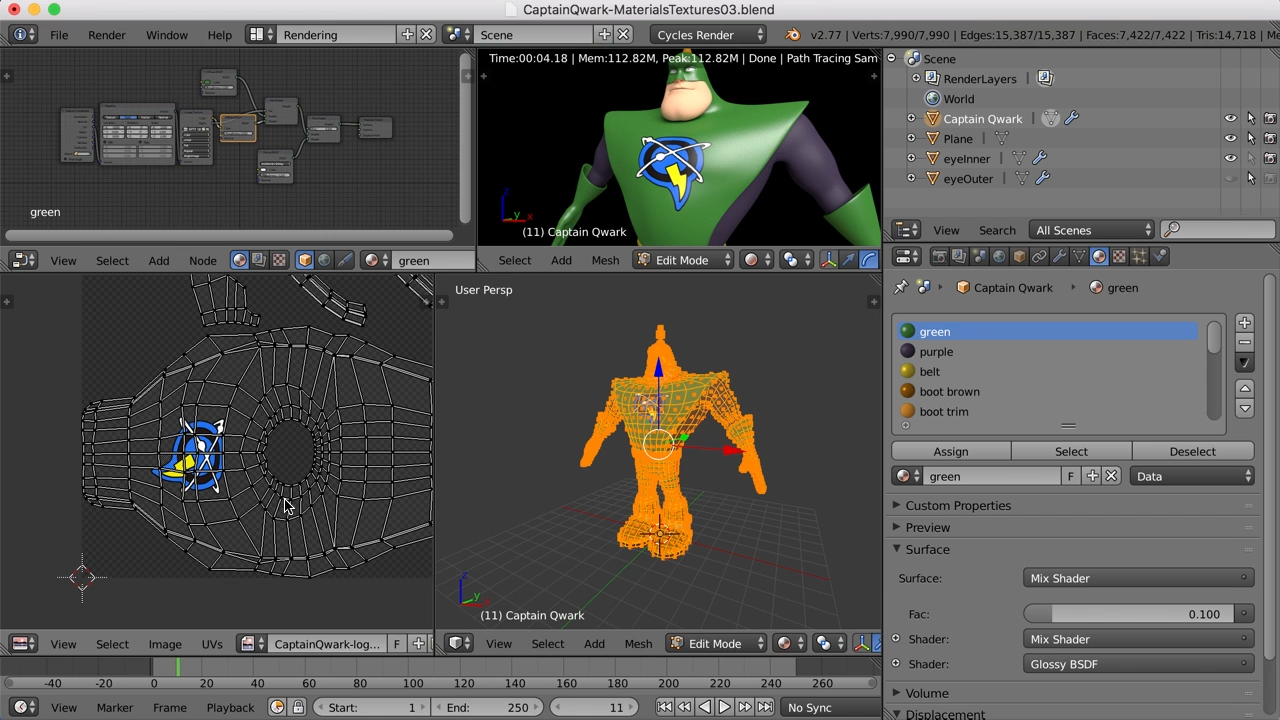 CaptainQwark-MaterialsTextures03.blend
File Render Window Help Rendering Scene Cycles Render v2.77 | Verts:7,990/7,990 | Edges:15,387/15,387 | Faces:7,422/7,422 | Tris:14,718 | Me
Time:00:04.18 | Mem:112.82M, Peak:112.82M | Done | Path Tracing Sam
Scene
RenderLayers
World
Captain Qwark
Plane
eyeInner
eyeOuter
green
(11) Captain Qwark
View Search All Scenes
View Select Add Node green
Select Add Mesh Edit Mode
Captain Qwark green
User Persp
green
purple
belt
boot brown
boot trim
Assign Select Deselect
green F Data
Custom Properties
Preview
Surface
Surface: Mix Shader
Fac: 0.100
Shader: Mix Shader
Shader: Glossy BSDF
Volume
Displacement
(11) Captain Qwark
View Select Image UVs CaptainQwark-log... F
View Select Add Mesh Edit Mode
-40 -20 0 20 40 60 80 100 120 140 160 180 200 220 240 260
View Marker Frame Playback Start: 1 End: 250 11 No Sync